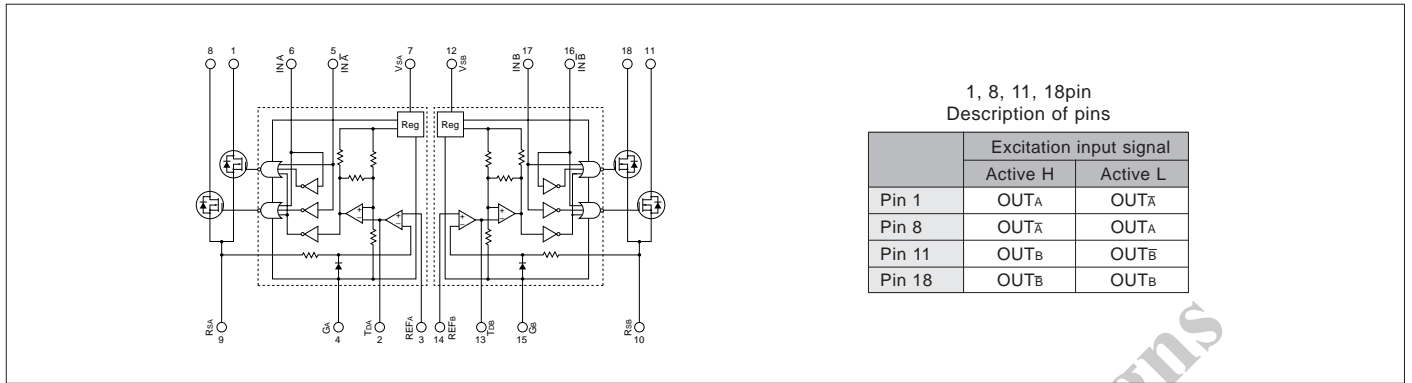 8 1 6 5 7 12 17 16 18 11
IN A
IN A̅
VSA
VSB
IN B
IN B̅
Reg
Reg
RSA
9
GA
4
TDA
2
REFA
3
14
REFB
13
TDB
15
GB
RSB
10
1, 8, 11, 18pin
Description of pins
Excitation input signal
Active H Active L
Pin 1 OUTA OUTA̅
Pin 8 OUTA̅ OUTA
Pin 11 OUTB OUTB̅
Pin 18 OUTB̅ OUTB